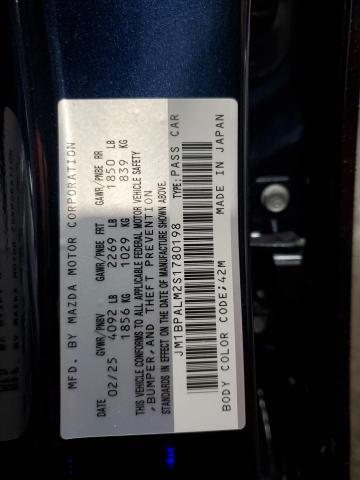 MFD. BY MAZDA MOTOR CORPORATION
DATE GVWR/PNBV GAWR/PNBE FRT GAWR/PNBE RR
02/25 4092 LB 2269 LB 1850 LB
1856 KG 1029 KG 1839 KG
THIS VEHICLE CONFORMS TO ALL APPLICABLE FEDERAL MOTOR VEHICLE SAFETY
,BUMPER, AND THEFT PREVENTION
STANDARDS IN EFFECT ON THE DATE OF MANUFACTURE SHOWN ABOVE.
JM1BPALM2S1780198 TYPE:PASS CAR
BODY COLOR CODE;42M MADE IN JAPAN